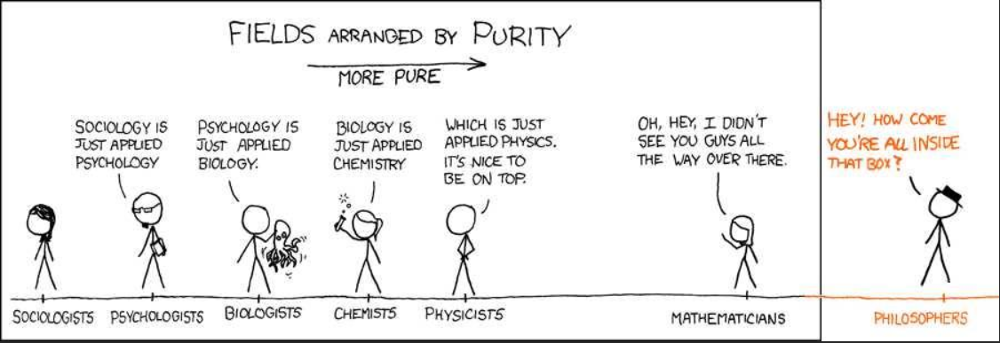 FIELDS ARRANGED BY PURITY
MORE PURE
SOCIOLOGY IS
JUST APPLIED
PSYCHOLOGY
PSYCHOLOGY IS
JUST APPLIED
BIOLOGY.
BIOLOGY IS
JUST APPLIED
CHEMISTRY
WHICH IS JUST
APPLIED PHYSICS.
IT'S NICE TO
BE ON TOP.
OH, HEY, I DIDN'T
SEE YOU GUYS ALL
THE WAY OVER THERE.
HEY! HOW COME
YOU'RE ALL INSIDE
THAT BOX?
SOCIOLOGISTS
PSYCHOLOGISTS
BIOLOGISTS
CHEMISTS
PHYSICISTS
MATHEMATICIANS
PHILOSOPHERS